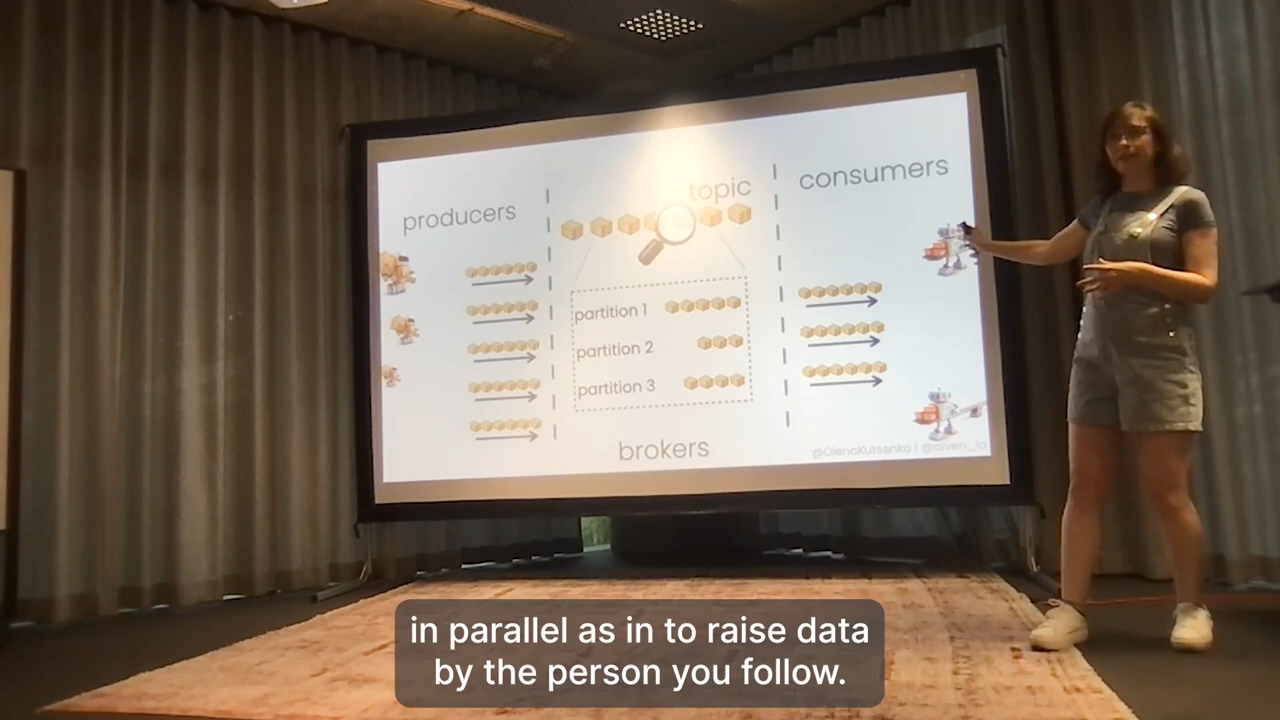 producers
topic
consumers
partition 1
partition 2
partition 3
brokers
@OlenaKutsenko | @aiven_io
in parallel as in to raise data
by the person you follow.